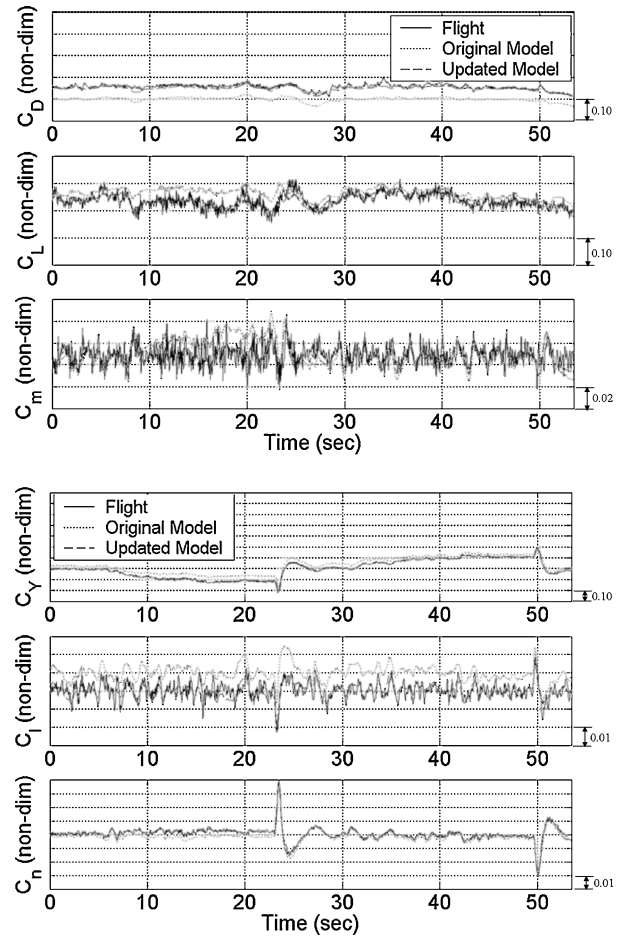 Flight
Original Model
Updated Model
C_D (non-dim)
0.10
0 10 20 30 40 50
C_L (non-dim)
0.10
0 10 20 30 40 50
C_m (non-dim)
0.02
0 10 20 30 40 50
Time (sec)
Flight
Original Model
Updated Model
C_Y (non-dim)
0.10
0 10 20 30 40 50
C_l (non-dim)
0.01
0 10 20 30 40 50
C_n (non-dim)
0.01
0 10 20 30 40 50
Time (sec)